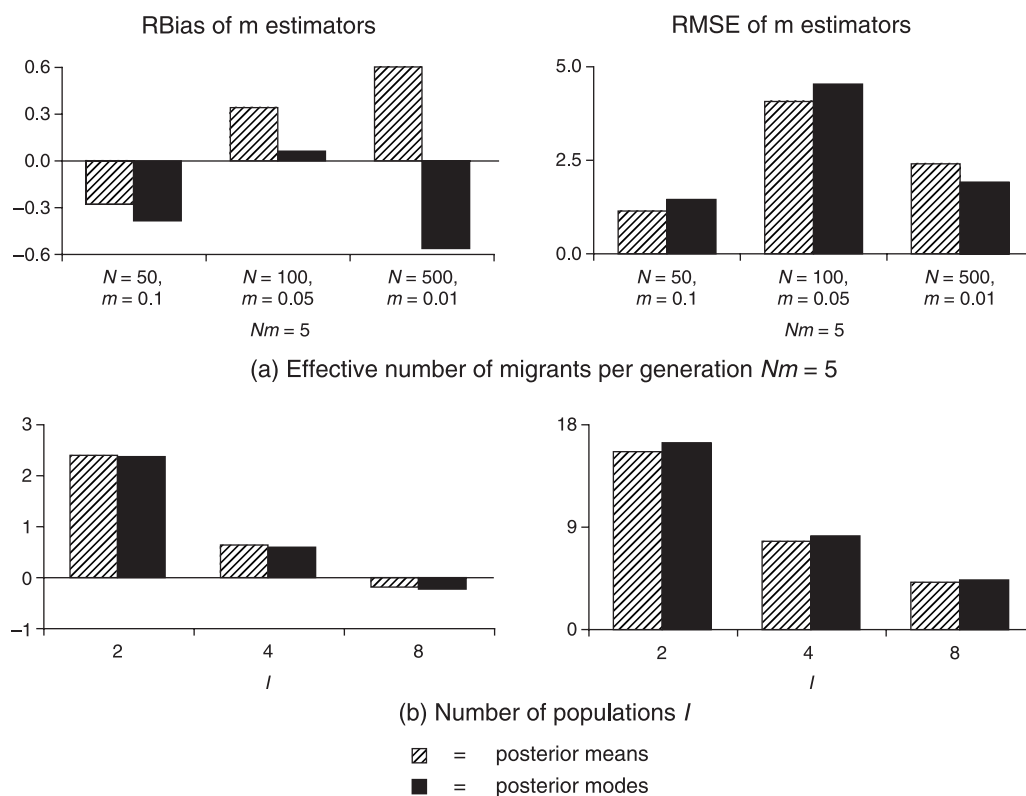 RBias of m estimators
RMSE of m estimators
0.6
0.3
0.0
−0.3
−0.6
N = 50,
m = 0.1
N = 100,
m = 0.05
N = 500,
m = 0.01
Nm = 5
5.0
2.5
0.0
N = 50,
m = 0.1
N = 100,
m = 0.05
N = 500,
m = 0.01
Nm = 5
(a) Effective number of migrants per generation Nm = 5
3
2
1
0
−1
2 4 8
I
18
9
0
2 4 8
I
(b) Number of populations I
= posterior means
= posterior modes